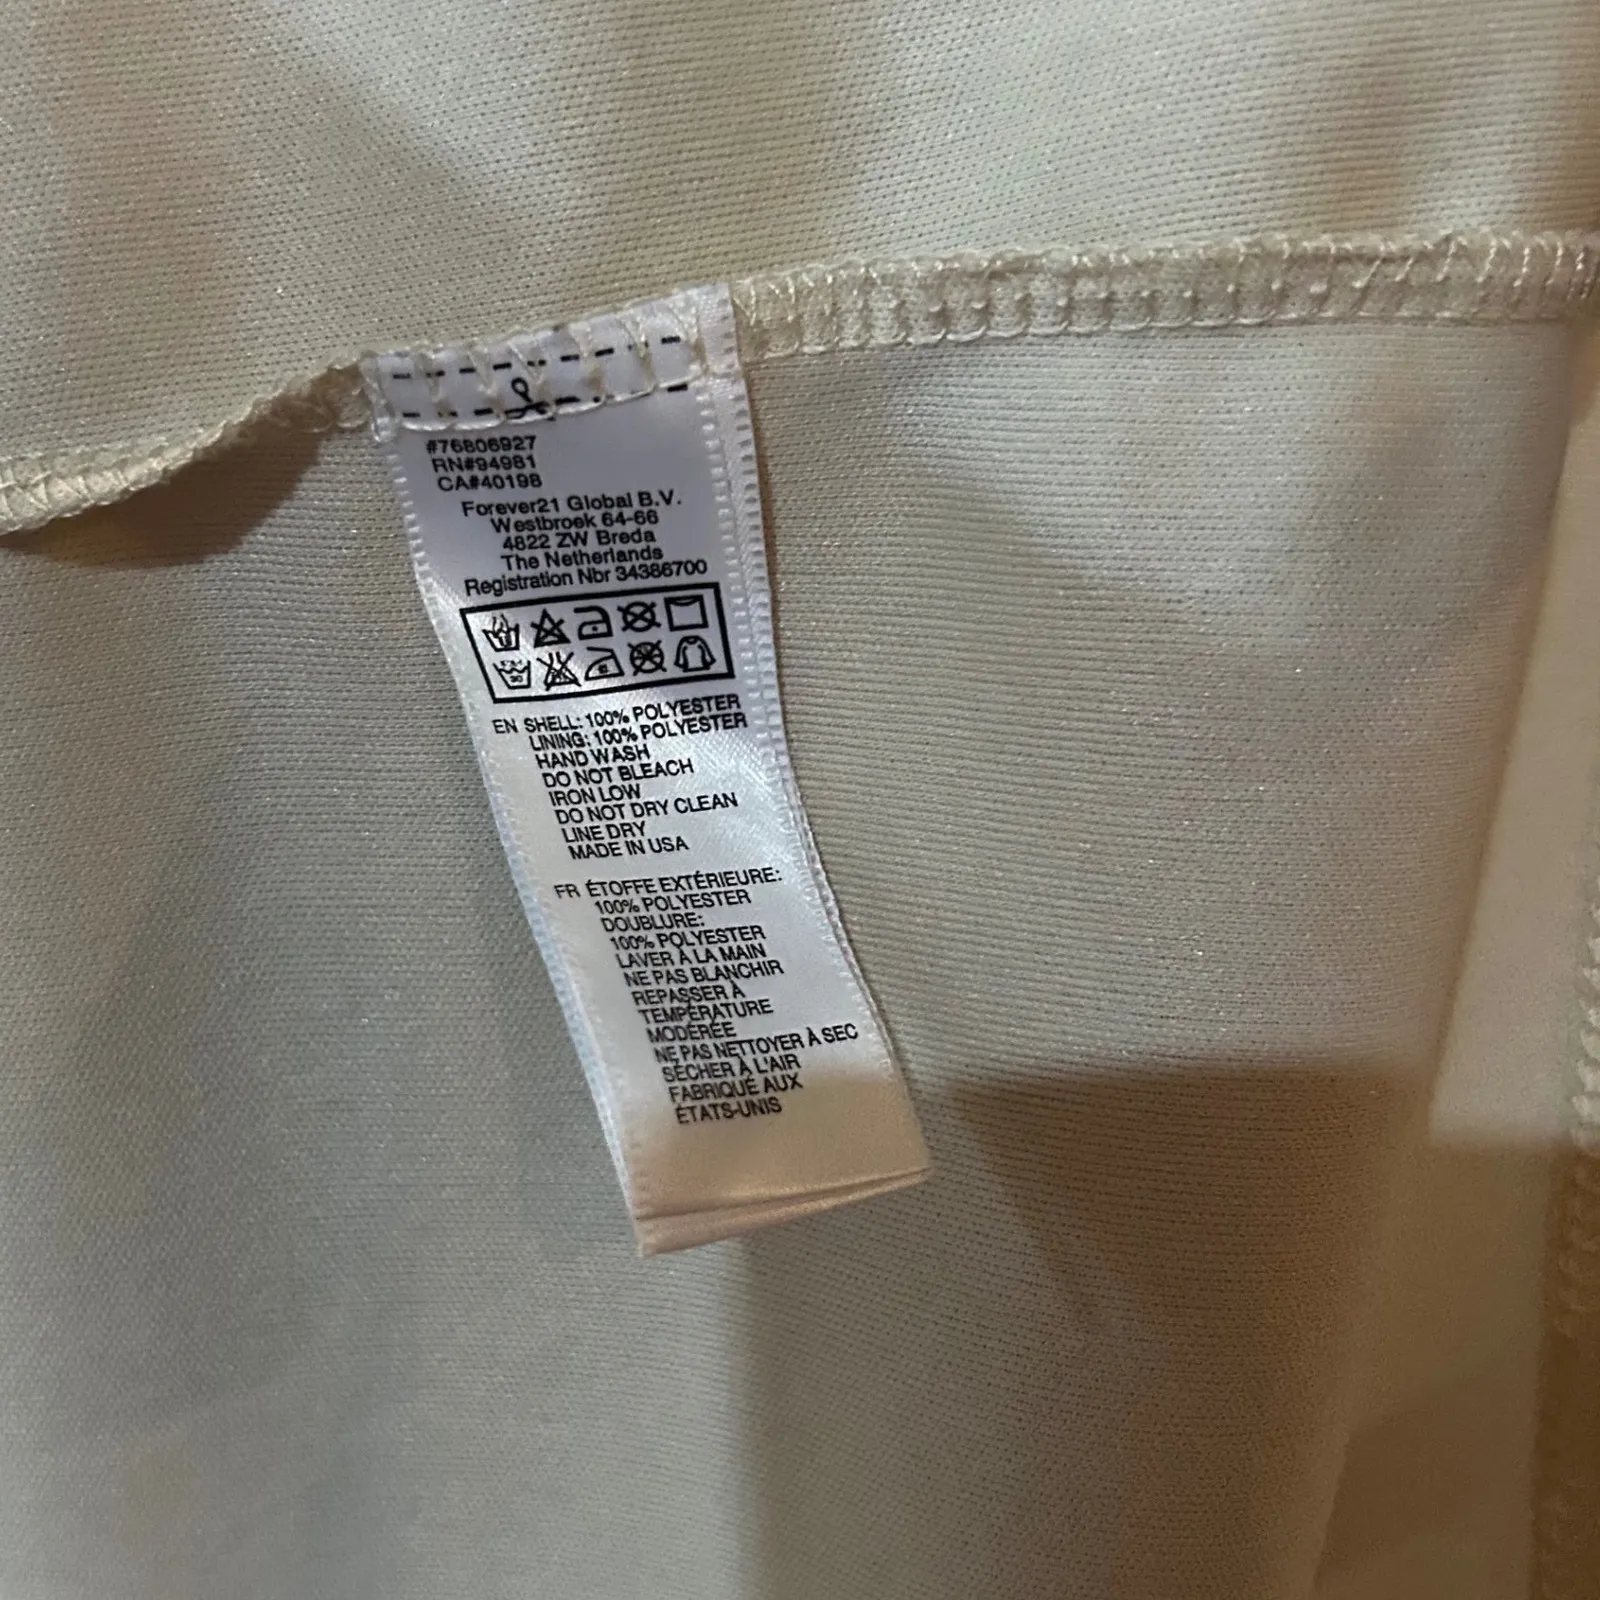 #76806927
RN#94981
CA#40198
Forever21 Global B.V.
Westbroek 64-66
4822 ZW Breda
The Netherlands
Registration Nbr 34386700
EN SHELL: 100% POLYESTER
LINING: 100% POLYESTER
HAND WASH
DO NOT BLEACH
IRON LOW
DO NOT DRY CLEAN
LINE DRY
MADE IN USA
FR ÉTOFFE EXTÉRIEURE:
100% POLYESTER
DOUBLURE:
100% POLYESTER
LAVER À LA MAIN
NE PAS BLANCHIR
REPASSER À
TEMPÉRATURE
MODÉRÉE
NE PAS NETTOYER À SEC
SÉCHER À L'AIR
FABRIQUÉ AUX
ÉTATS-UNIS